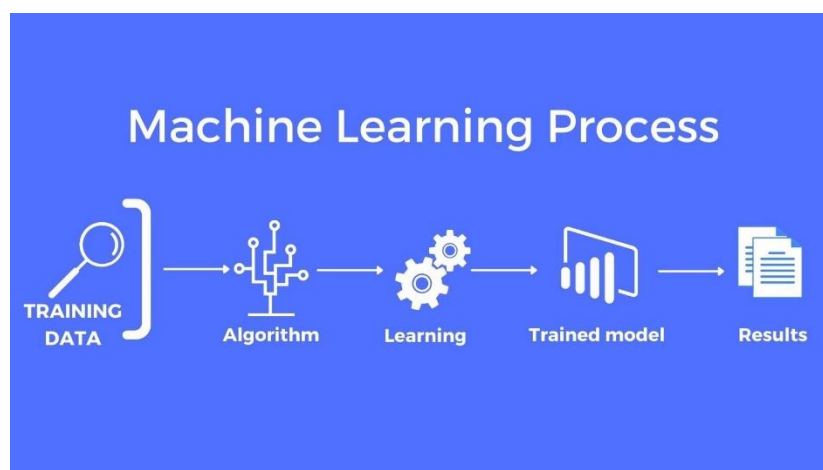 Machine Learning Process
TRAINING
DATA
Algorithm
Learning
Trained model
Results